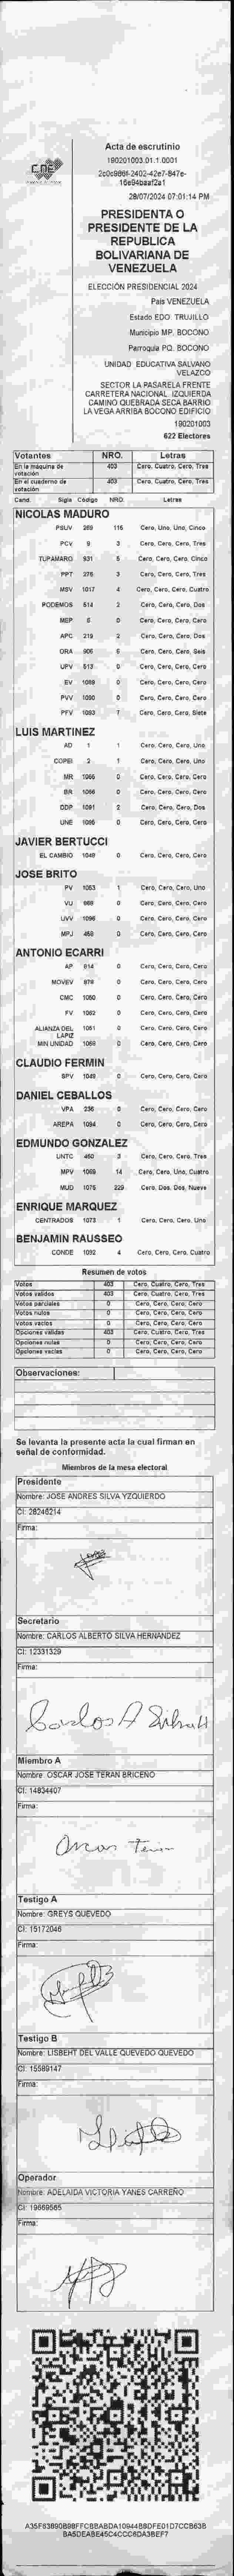 CNE
Acta de escrutinio
190201003.01.1.0001
28/07/2024 07:01:14 PM
PRESIDENTA O
PRESIDENTE DE LA
REPUBLICA
BOLIVARIANA DE
VENEZUELA
ELECCIÓN PRESIDENCIAL 2024
Pais VENEZUELA
Estado EDO. TRUJILLO
Municipio MP. BOCONO
Parroquia PQ. BOCONO
UNIDAD EDUCATIVA SALVANO
VELAZCO
SECTOR LA PASARELA FRENTE
CARRETERA NACIONAL. IZQUIERDA
CAMINO QUEBRADA SECA BARRIO
LA VEGA ARRIBA BOCONO EDIFICIO
190201003
622 Electores
Votantes NRO. Letras
En la máquina de votación 403 Cero, Cuatro, Cero, Tres
En el cuaderno de votación 403 Cero, Cuatro, Cero, Tres
Cand. Sigla Código NRO. Letras
NICOLAS MADURO
PSUV 269 115 Cero, Uno, Uno, Cinco
PCV 9 3 Cero, Cero, Cero, Tres
TUPAMARO 931 5 Cero, Cero, Cero, Cinco
PPT 276 3 Cero, Cero, Cero, Tres
MSV 1017 4 Cero, Cero, Cero, Cuatro
PODEMOS 514 2 Cero, Cero, Cero, Dos
MEP 5 0 Cero, Cero, Cero, Cero
APC 219 2 Cero, Cero, Cero, Dos
ORA 906 6 Cero, Cero, Cero, Seis
UPV 513 0 Cero, Cero, Cero, Cero
EV 1089 0 Cero, Cero, Cero, Cero
PVV 1090 0 Cero, Cero, Cero, Cero
PFV 1093 7 Cero, Cero, Cero, Siete
LUIS MARTINEZ
AD 1 1 Cero, Cero, Cero, Uno
COPEI 2 1 Cero, Cero, Cero, Uno
MR 1065 0 Cero, Cero, Cero, Cero
BR 1066 0 Cero, Cero, Cero, Cero
DDP 1091 2 Cero, Cero, Cero, Dos
UNE 1095 0 Cero, Cero, Cero, Cero
JAVIER BERTUCCI
EL CAMBIO 1048 0 Cero, Cero, Cero, Cero
JOSE BRITO
PV 1053 1 Cero, Cero, Cero, Uno
VU 668 0 Cero, Cero, Cero, Cero
UVV 1096 0 Cero, Cero, Cero, Cero
MPJ 458 0 Cero, Cero, Cero, Cero
ANTONIO ECARRI
AP 814 0 Cero, Cero, Cero, Cero
MOVEV 878 0 Cero, Cero, Cero, Cero
CMC 1050 0 Cero, Cero, Cero, Cero
FV 1062 0 Cero, Cero, Cero, Cero
ALIANZA DEL LAPIZ 1051 0 Cero, Cero, Cero, Cero
MIN UNIDAD 1068 0 Cero, Cero, Cero, Cero
CLAUDIO FERMIN
SPV 1049 0 Cero, Cero, Cero, Cero
DANIEL CEBALLOS
VPA 236 0 Cero, Cero, Cero, Cero
AREPA 1094 0 Cero, Cero, Cero, Cero
EDMUNDO GONZALEZ
UNTC 450 3 Cero, Cero, Cero, Tres
MPV 1069 14 Cero, Cero, Uno, Cuatro
MUD 1075 229 Cero, Dos, Dos, Nueve
ENRIQUE MARQUEZ
CENTRADOS 1073 1 Cero, Cero, Cero, Uno
BENJAMIN RAUSSEO
CONDE 1092 4 Cero, Cero, Cero, Cuatro
Resumen de votos
Votos 403 Cero, Cuatro, Cero, Tres
Votos validos 403 Cero, Cuatro, Cero, Tres
Votos parciales 0 Cero, Cero, Cero, Cero
Votos nulos 0 Cero, Cero, Cero, Cero
Votos vacios 0 Cero, Cero, Cero, Cero
Opciones validas 403 Cero, Cuatro, Cero, Tres
Opciones nulas 0 Cero, Cero, Cero, Cero
Opciones vacias 0 Cero, Cero, Cero, Cero
Observaciones:
Se levanta la presente acta la cual firman en
señal de conformidad.
Miembros de la mesa electoral
Presidente
Nombre: JOSE ANDRES SILVA YZQUIERDO
CI: 28246214
Firma:
Secretario
Nombre: CARLOS ALBERTO SILVA HERNANDEZ
CI: 12331329
Firma:
Carlos A Silva H
Miembro A
Nombre: OSCAR JOSE TERAN BRICEÑO
CI: 14834407
Firma:
Oscar Teran
Testigo A
Nombre: GREYS QUEVEDO
CI: 15172046
Firma:
Testigo B
Nombre: LISBEHT DEL VALLE QUEVEDO QUEVEDO
CI: 15589147
Firma:
Operador
Nombre: ADELAIDA VICTORIA YANES CARREÑO
CI: 19669565
Firma: